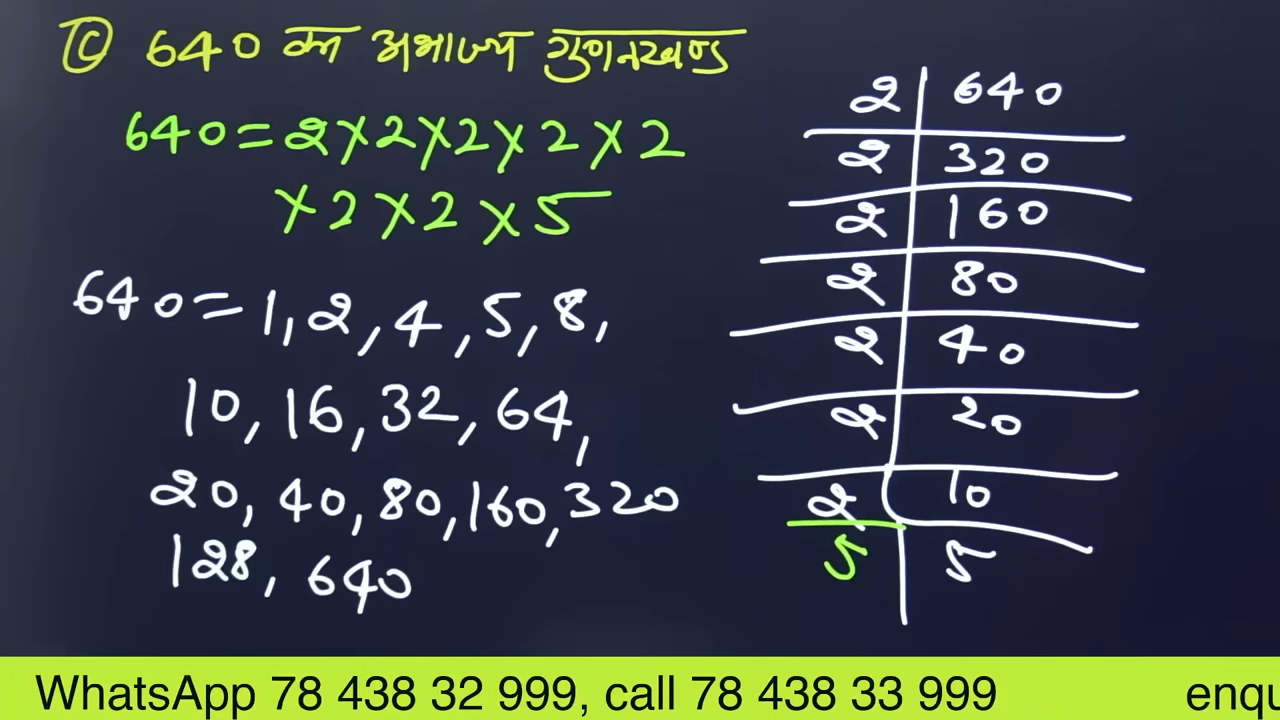 © 640 का अभाज्य गुणनखण्ड
640 = 2 × 2 × 2 × 2 × 2
× 2 × 2 × 5
640 = 1, 2, 4, 5, 8,
10, 16, 32, 64,
20, 40, 80, 160, 320
128, 640
2 | 640
2 | 320
2 | 160
2 | 80
2 | 40
2 | 20
2 | 10
5 | 5
WhatsApp 78 438 32 999, call 78 438 33 999 enqu